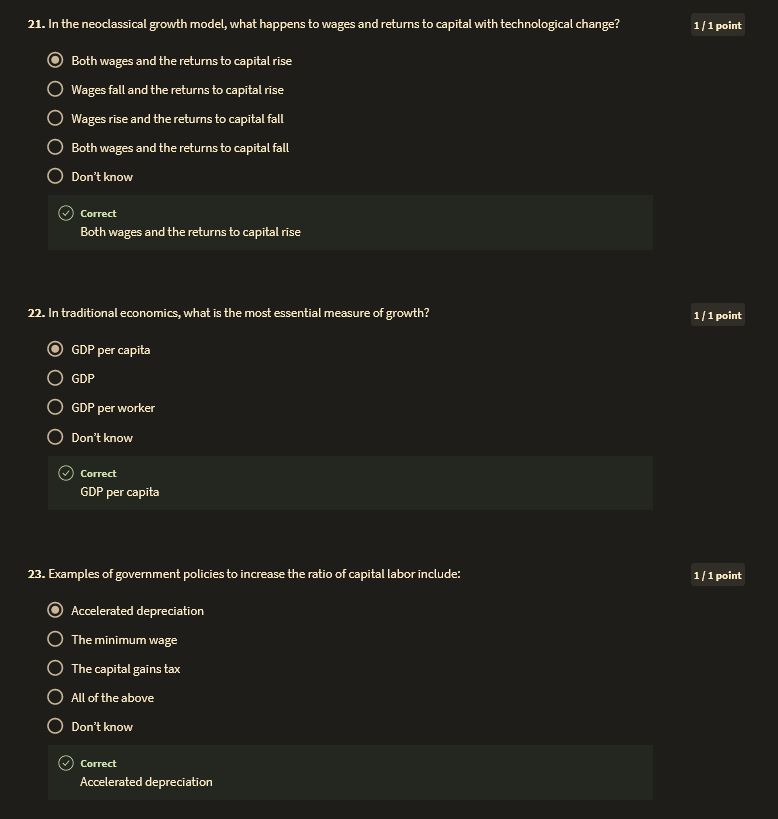 21. In the neoclassical growth model, what happens to wages and returns to capital with technological change?
1 / 1 point
Both wages and the returns to capital rise
Wages fall and the returns to capital rise
Wages rise and the returns to capital fall
Both wages and the returns to capital fall
Don't know
Correct
Both wages and the returns to capital rise
22. In traditional economics, what is the most essential measure of growth?
1 / 1 point
GDP per capita
GDP
GDP per worker
Don't know
Correct
GDP per capita
23. Examples of government policies to increase the ratio of capital labor include:
1 / 1 point
Accelerated depreciation
The minimum wage
The capital gains tax
All of the above
Don't know
Correct
Accelerated depreciation